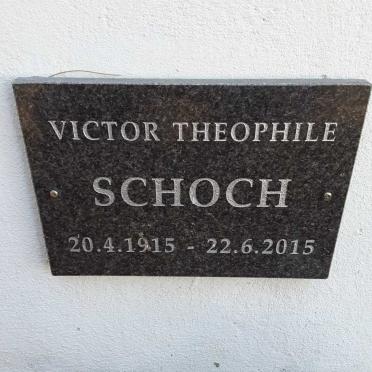 VICTOR THEOPHILE
SCHOCH
20.4.1915 - 22.6.2015